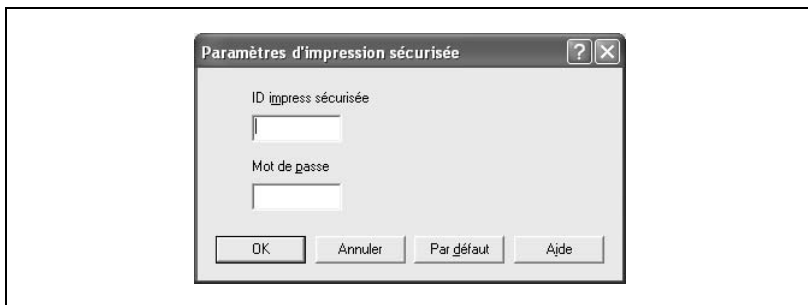 Paramètres d'impression sécurisée
ID impress sécurisée
Mot de passe
OK Annuler Par défaut Aide